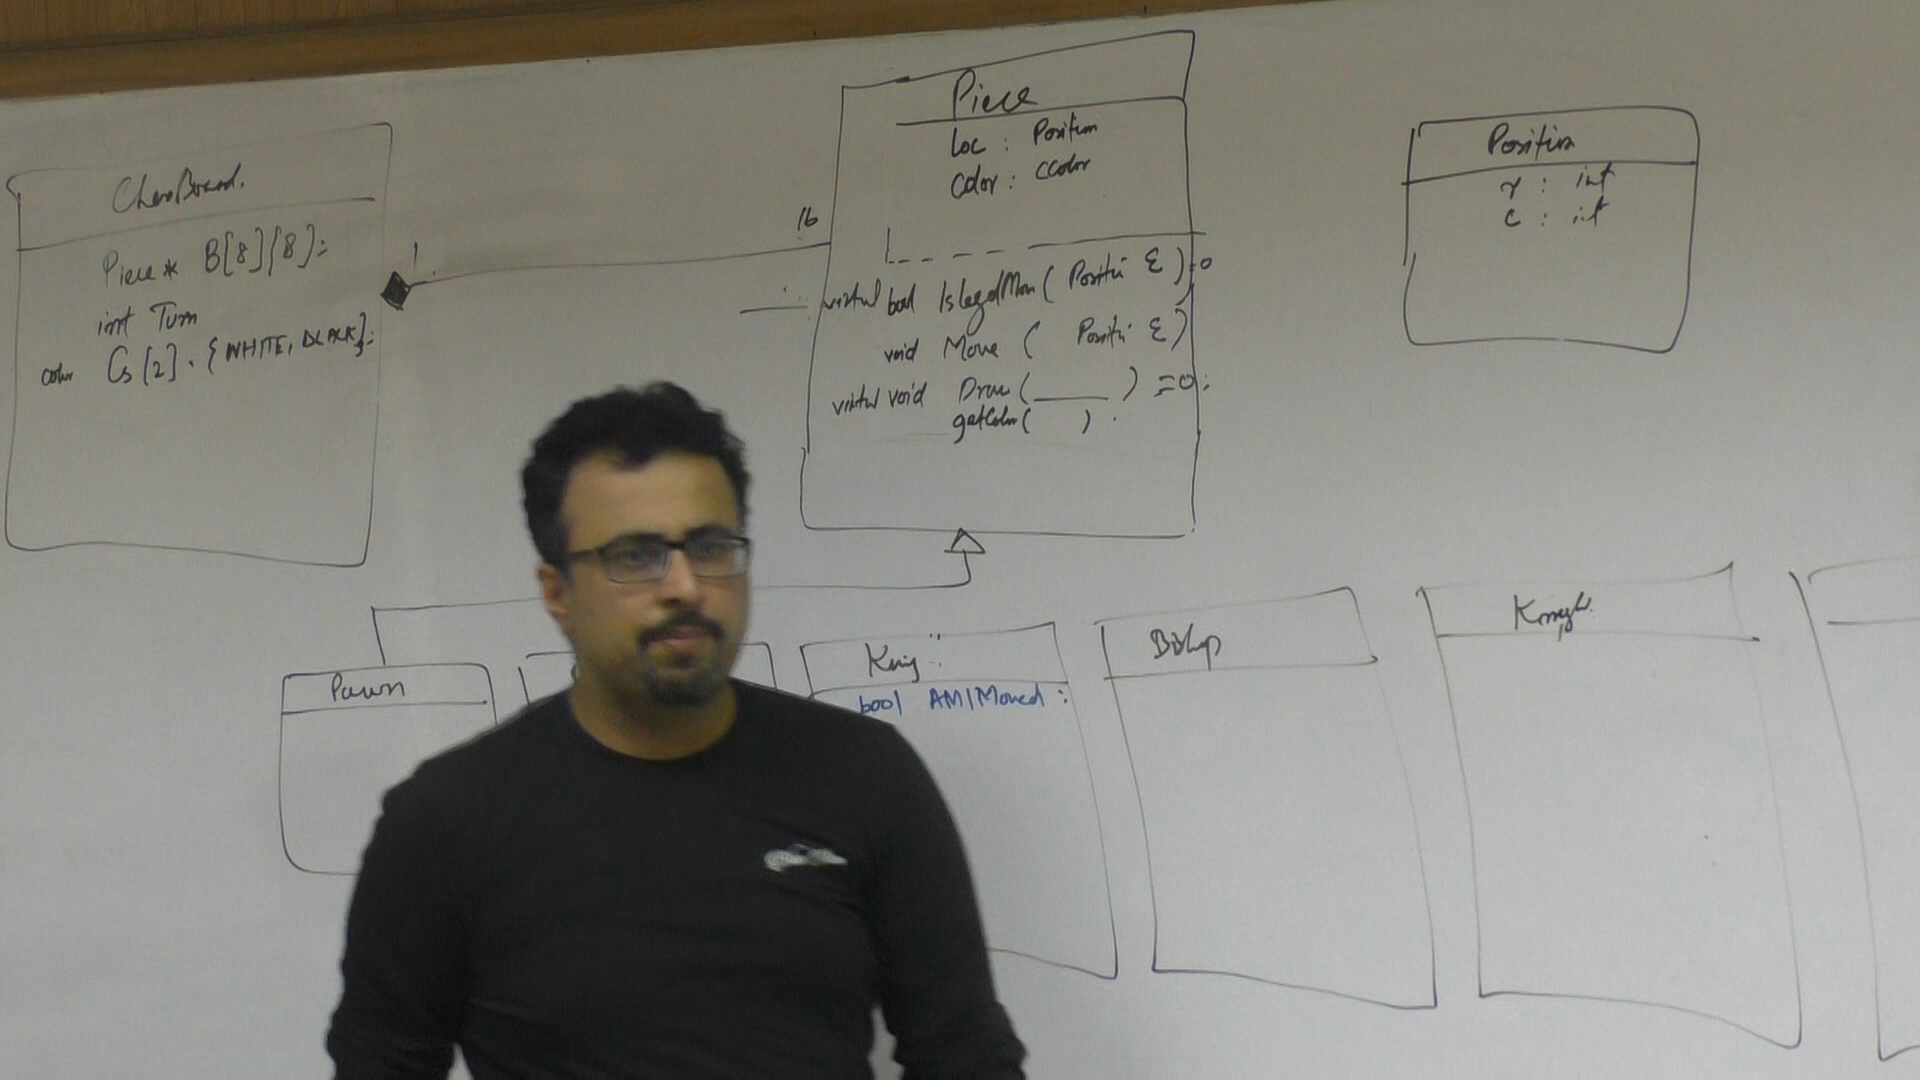 ChessBoard.
Piece* B[8][8];
int Turn
color Cs[2] = {WHITE, BLACK};
1
16
Piece
Loc : Position
Color : CColor
virtual bool IsLegalMove( Position & )=0
void Move ( Position & )
virtual void Draw( ) =0;
getColor( )
Position
r : int
c : int
Pawn
King
bool AMIMoved ;
Bishop
Knight